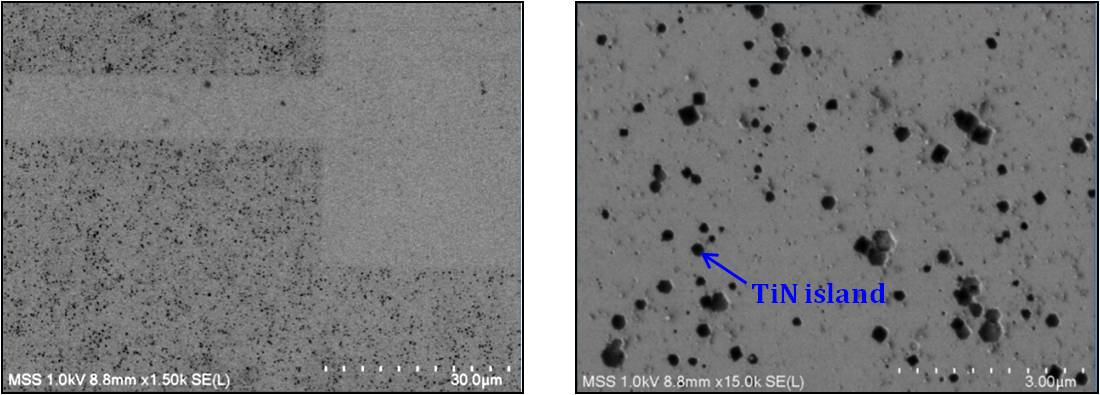 MSS 1.0kV 8.8mm x1.50k SE(L) 30.0µm
TiN island
MSS 1.0kV 8.8mm x15.0k SE(L) 3.00µm